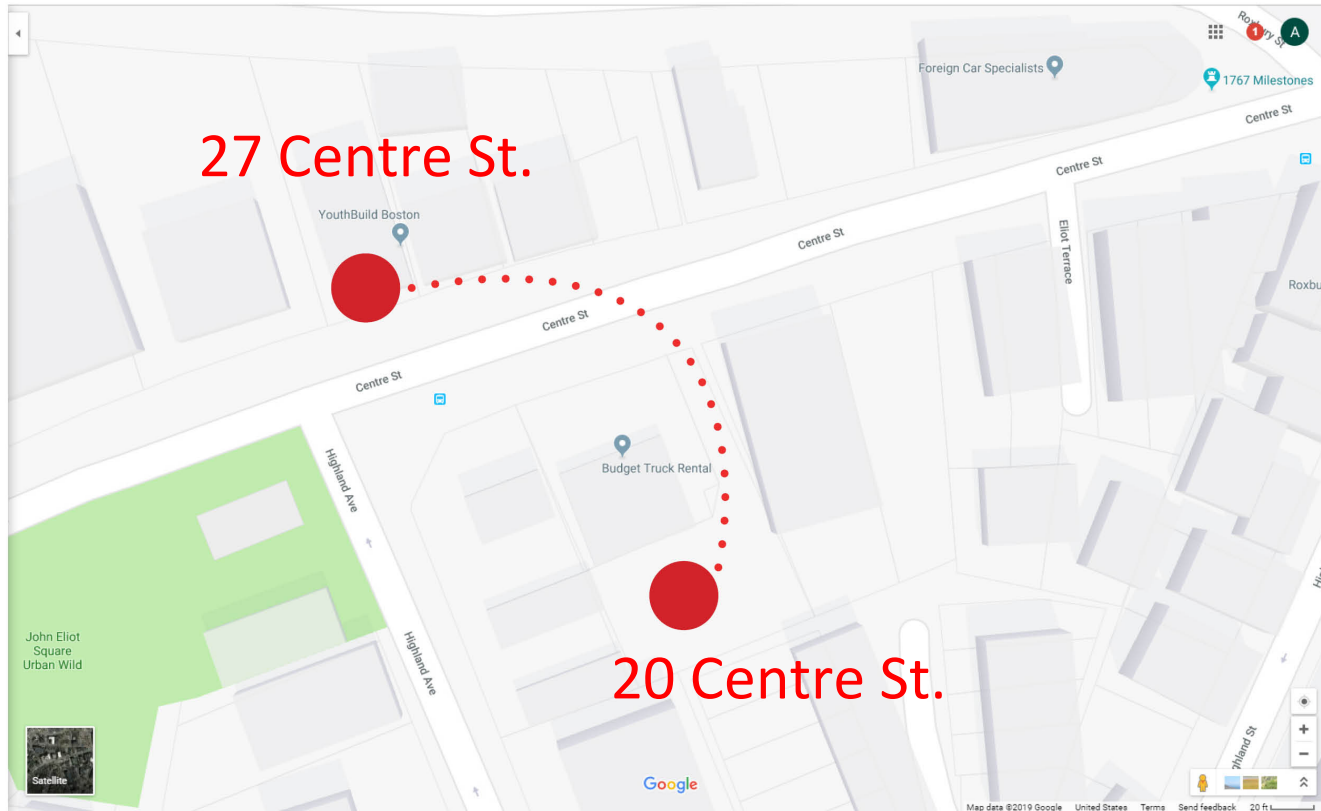 Roxbury St
1
A
Foreign Car Specialists
1767 Milestones
Centre St
27 Centre St.
Centre St
YouthBuild Boston
Eliot Terrace
Centre St
Roxbu
Centre St
Centre St
Budget Truck Rental
Highland Ave
John Eliot
Square
Urban Wild
Highland Ave
20 Centre St.
Highland St
Satellite
Google
Map data ©2019 Google United States Terms Send feedback 20 ft